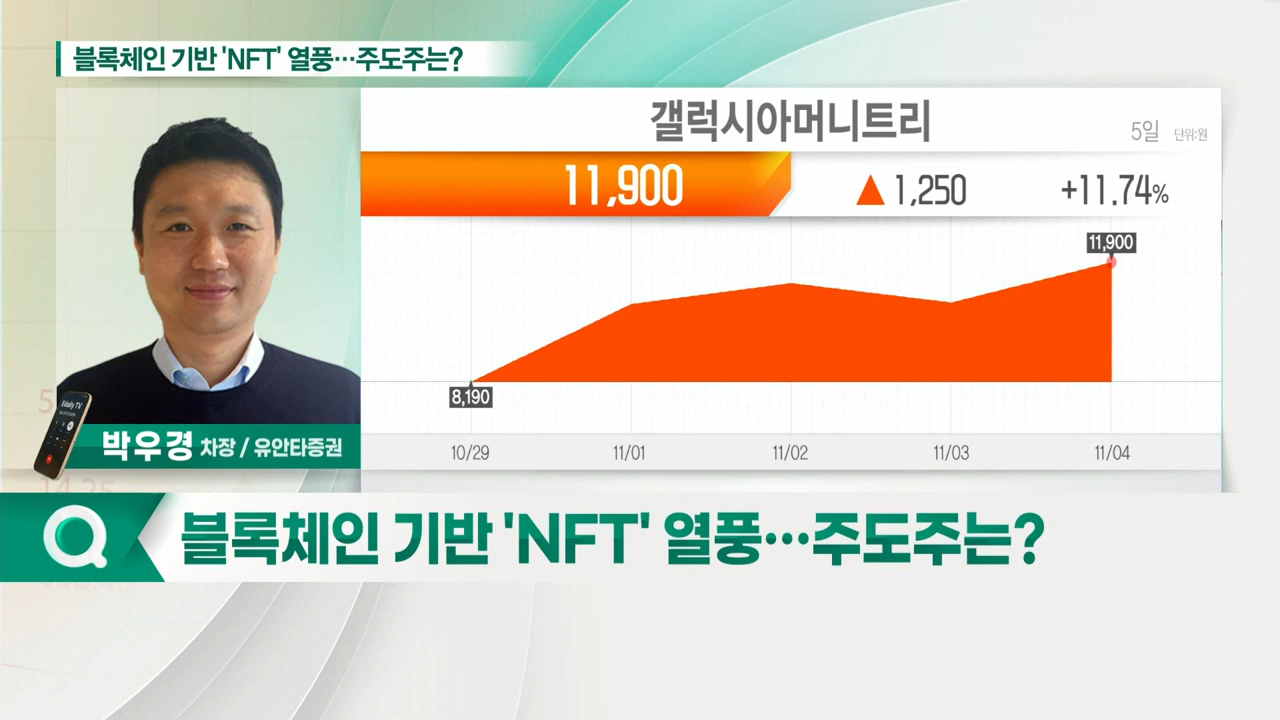 블록체인 기반 'NFT' 열풍…주도주는?
갤럭시아머니트리
5일 단위:원
11,900 ▲ 1,250 +11.74%
11,900
8,190
10/29 11/01 11/02 11/03 11/04
Edaily TV
박우경 차장 / 유안타증권
블록체인 기반 'NFT' 열풍…주도주는?